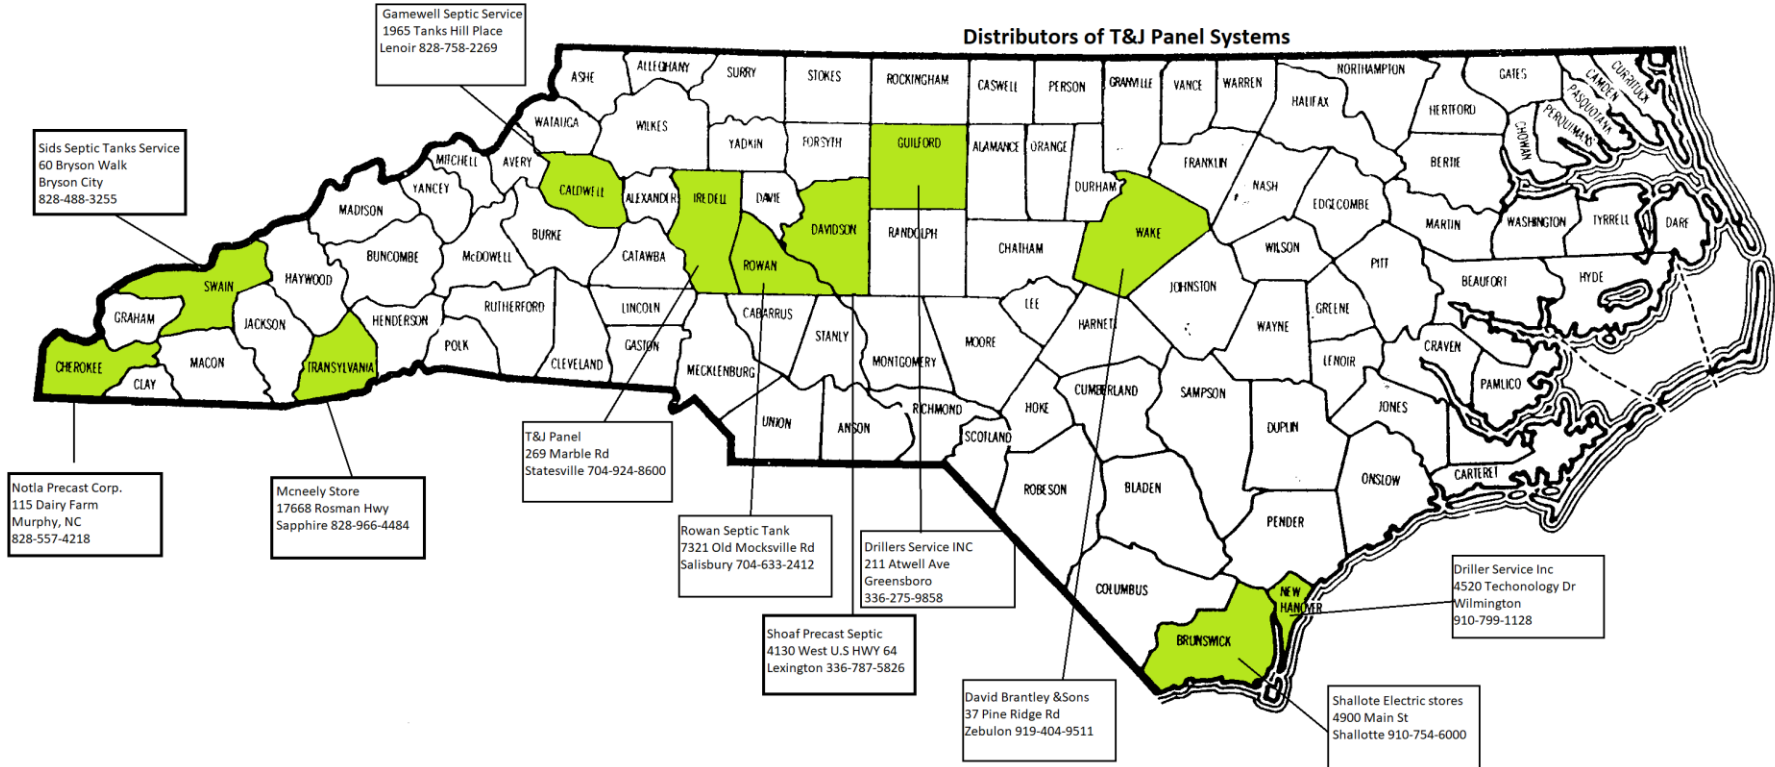 Distributors of T&J Panel Systems
Gamewell Septic Service
1965 Tanks Hill Place
Lenoir 828-758-2269
Sids Septic Tanks Service
60 Bryson Walk
Bryson City
828-488-3255
Notla Precast Corp.
115 Dairy Farm
Murphy, NC
828-557-4218
Mcneely Store
17668 Rosman Hwy
Sapphire 828-966-4484
T&J Panel
269 Marble Rd
Statesville 704-924-8600
Rowan Septic Tank
7321 Old Mocksville Rd
Salisbury 704-633-2412
Shoaf Precast Septic
4130 West U.S HWY 64
Lexington 336-787-5826
Drillers Service INC
211 Atwell Ave
Greensboro
336-275-9858
David Brantley &Sons
37 Pine Ridge Rd
Zebulon 919-404-9511
Driller Service Inc
4520 Techonology Dr
Wilmington
910-799-1128
Shallote Electric stores
4900 Main St
Shallotte 910-754-6000
ASHE
ALLEGHANY
SURRY
STOKES
ROCKINGHAM
CASWELL
PERSON
GRANVILLE
VANCE
WARREN
NORTHAMPTON
GATES
CURRITUCK
CAMDEN
PASQUOTANK
PERQUIMANS
CHOWAN
HERTFORD
HALIFAX
BERTIE
WATAUGA
WILKES
YADKIN
FORSYTH
GUILFORD
ALAMANCE
ORANGE
DURHAM
FRANKLIN
NASH
EDGECOMBE
MARTIN
WASHINGTON
TYRRELL
DARE
MITCHELL
AVERY
YANCEY
MADISON
CALDWELL
ALEXANDER
IREDELL
DAVIE
DAVIDSON
ROWAN
RANDOLPH
CHATHAM
WAKE
WILSON
PITT
BEAUFORT
HYDE
BUNCOMBE
McDOWELL
BURKE
CATAWBA
SWAIN
HAYWOOD
GRAHAM
JACKSON
HENDERSON
RUTHERFORD
LINCOLN
CABARRUS
STANLY
MONTGOMERY
MOORE
LEE
HARNETT
JOHNSTON
WAYNE
GREENE
LENOIR
CRAVEN
PAMLICO
CHEROKEE
CLAY
MACON
TRANSYLVANIA
POLK
CLEVELAND
GASTON
MECKLENBURG
UNION
ANSON
RICHMOND
SCOTLAND
HOKE
CUMBERLAND
SAMPSON
DUPLIN
JONES
ONSLOW
CARTERET
ROBESON
BLADEN
PENDER
COLUMBUS
BRUNSWICK
NEW
HANOVER